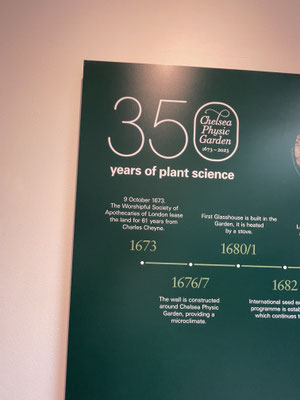 350
Chelsea
Physic
Garden
1673–2023
years of plant science
9 October 1673.
The Worshipful Society of
Apothecaries of London lease
the land for 61 years from
Charles Cheyne.
1673
First Glasshouse is built in the
Garden, it is heated
by a stove.
1680/1
1676/7
The wall is constructed
around Chelsea Physic
Garden, providing a
microclimate.
1682
International seed
programme is
which continues